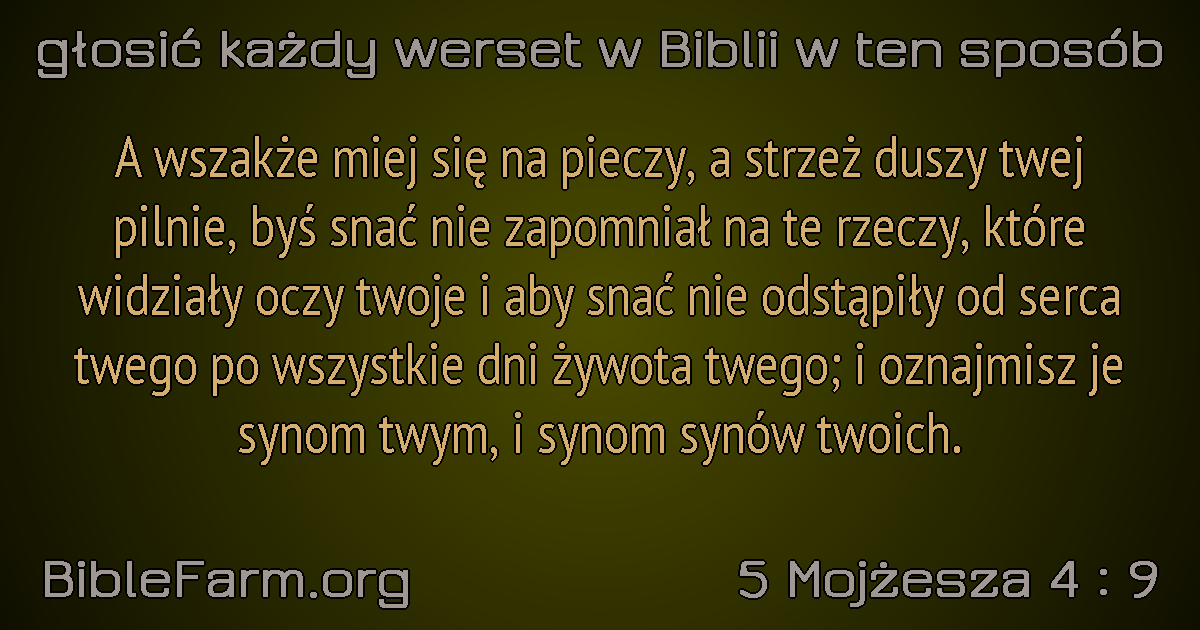 głosić każdy werset w Biblii w ten sposób
A wszakże miej się na pieczy, a strzeż duszy twej
pilnie, byś snać nie zapomniał na te rzeczy, które
widziały oczy twoje i aby snać nie odstąpiły od serca
twego po wszystkie dni żywota twego; i oznajmisz je
synom twym, i synom synów twoich.
BibleFarm.org
5 Mojżesza 4 : 9